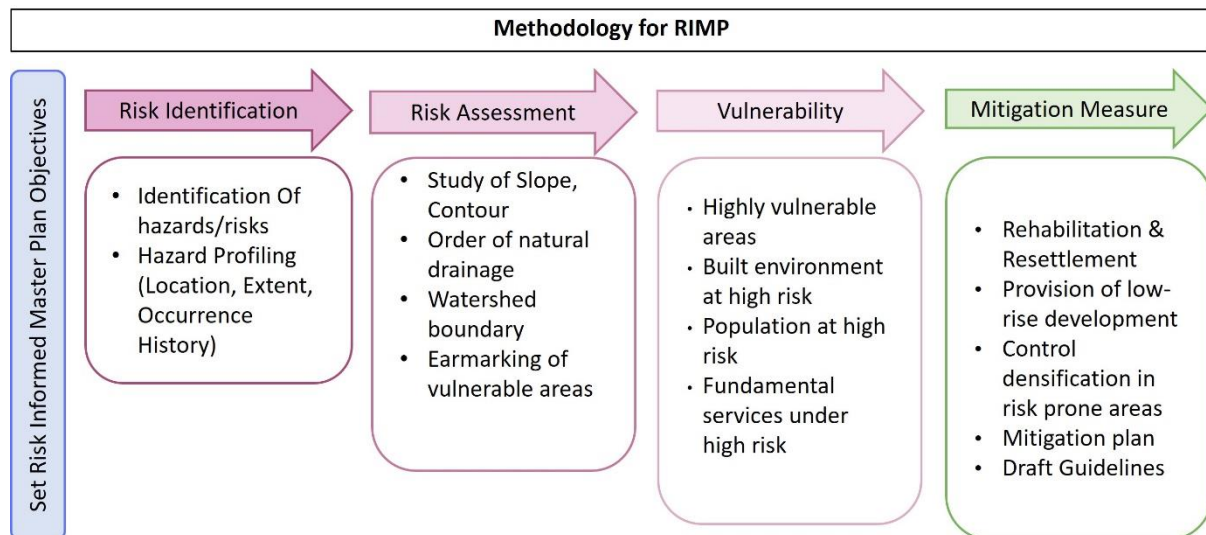 Methodology for RIMP
Set Risk Informed Master Plan Objectives
Risk Identification
• Identification Of
hazards/risks
• Hazard Profiling
(Location, Extent,
Occurrence
History)
Risk Assessment
• Study of Slope,
Contour
• Order of natural
drainage
• Watershed
boundary
• Earmarking of
vulnerable areas
Vulnerability
• Highly vulnerable
areas
• Built environment
at high risk
• Population at high
risk
• Fundamental
services under
high risk
Mitigation Measure
• Rehabilitation &
Resettlement
• Provision of low-
rise development
• Control
densification in
risk prone areas
• Mitigation plan
• Draft Guidelines